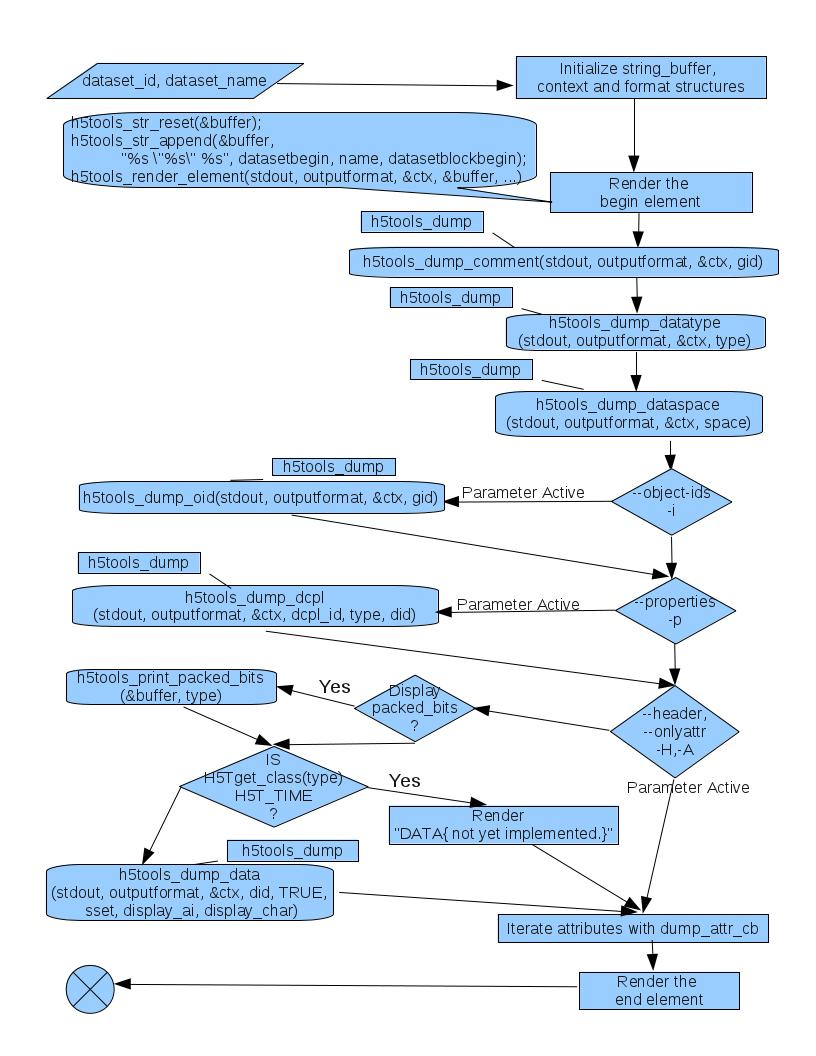 dataset_id, dataset_name
Initialize string_buffer,
context and format structures
h5tools_str_reset(&buffer);
h5tools_str_append(&buffer,
"%s \"%s\" %s", datasetbegin, name, datasetblockbegin);
h5tools_render_element(stdout, outputformat, &ctx, &buffer, ...)
Render the
begin element
h5tools_dump
h5tools_dump_comment(stdout, outputformat, &ctx, gid)
h5tools_dump
h5tools_dump_datatype
(stdout, outputformat, &ctx, type)
h5tools_dump
h5tools_dump_dataspace
(stdout, outputformat, &ctx, space)
h5tools_dump
h5tools_dump_oid(stdout, outputformat, &ctx, gid)
Parameter Active
--object-ids
-i
h5tools_dump
h5tools_dump_dcpl
(stdout, outputformat, &ctx, dcpl_id, type, did)
Parameter Active
--properties
-p
h5tools_print_packed_bits
(&buffer, type)
Yes
Display
packed_bits
?
--header,
--onlyattr
-H,-A
Parameter Active
IS
H5Tget_class(type)
H5T_TIME
?
Yes
Render
"DATA{ not yet implemented.}"
h5tools_dump
h5tools_dump_data
(stdout, outputformat, &ctx, did, TRUE,
sset, display_ai, display_char)
Iterate attributes with dump_attr_cb
Render the
end element